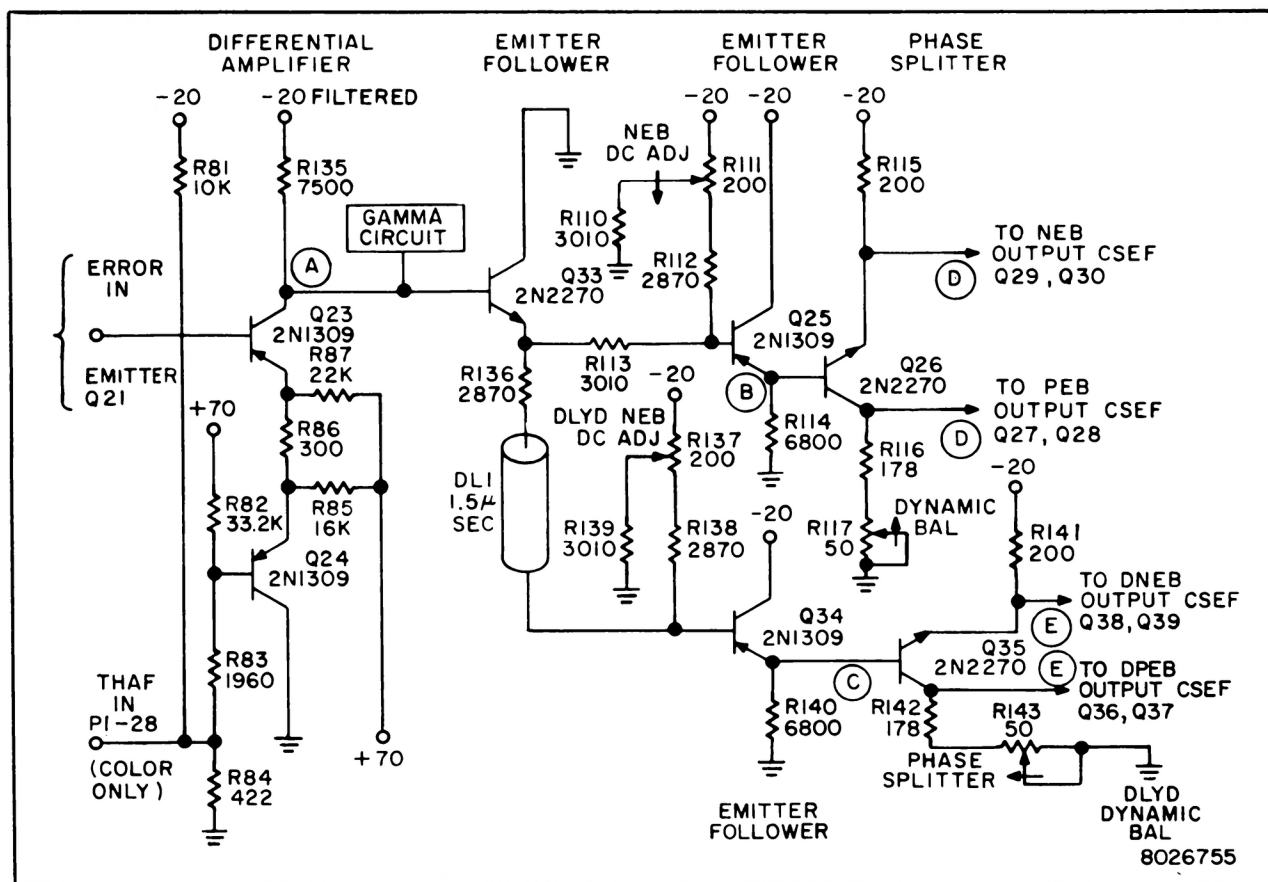 DIFFERENTIAL
AMPLIFIER
EMITTER
FOLLOWER
EMITTER
FOLLOWER
PHASE
SPLITTER
-20
-20 FILTERED
-20
-20
-20
NEB
DC ADJ
R81
10K
R135
7500
R111
200
R115
200
GAMMA
CIRCUIT
R110
3010
R112
2870
TO NEB
OUTPUT CSEF
Q29, Q30
D
A
ERROR
IN
Q33
2N2270
Q23
2N1309
Q25
2N1309
EMITTER
Q21
R87
22K
R113
3010
R136
2870
-20
B
Q26
2N2270
TO PEB
OUTPUT CSEF
Q27, Q28
D
+70
R86
300
DLYD NEB
DC ADJ
R137
200
R114
6800
R116
178
-20
R82
33.2K
R85
16K
DL1
1.5μ
SEC
R139
3010
R138
2870
-20
R117
50
DYNAMIC
BAL
R141
200
Q24
2N1309
Q34
2N1309
TO DNEB
OUTPUT CSEF
Q38, Q39
E
R83
1960
Q35
2N2270
E
TO DPEB
OUTPUT CSEF
Q36, Q37
C
THAF
IN
P1-28
(COLOR
ONLY)
R84
422
+70
R140
6800
R142
178
R143
50
PHASE
SPLITTER
EMITTER
FOLLOWER
DLYD
DYNAMIC
BAL
8026755